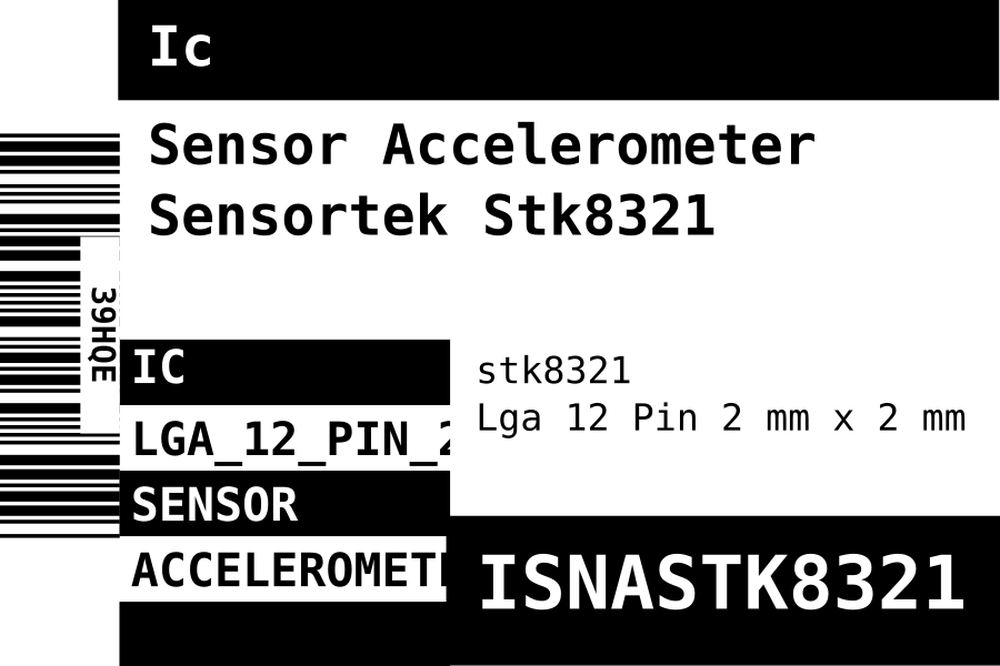 Ic
Sensor Accelerometer
Sensortek Stk8321
39HQE
IC
LGA_12_PIN_2
SENSOR
ACCELEROMET
stk8321
Lga 12 Pin 2 mm x 2 mm
ISNASTK8321